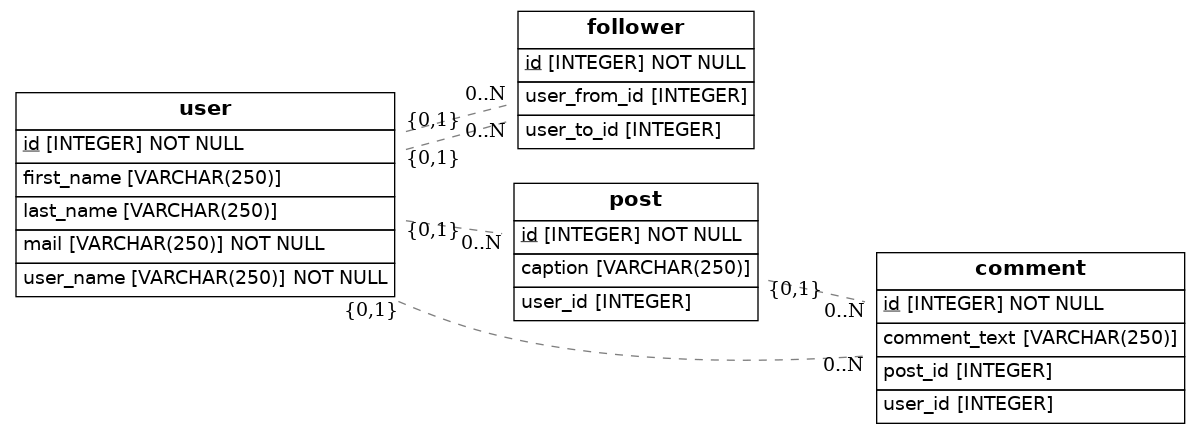 user
id [INTEGER] NOT NULL
first_name [VARCHAR(250)]
last_name [VARCHAR(250)]
mail [VARCHAR(250)] NOT NULL
user_name [VARCHAR(250)] NOT NULL
follower
id [INTEGER] NOT NULL
user_from_id [INTEGER]
user_to_id [INTEGER]
0..N
{0,1}
0..N
{0,1}
post
id [INTEGER] NOT NULL
caption [VARCHAR(250)]
user_id [INTEGER]
{0,1}
0..N
comment
id [INTEGER] NOT NULL
comment_text [VARCHAR(250)]
post_id [INTEGER]
user_id [INTEGER]
{0,1}
0..N
{0,1}
0..N